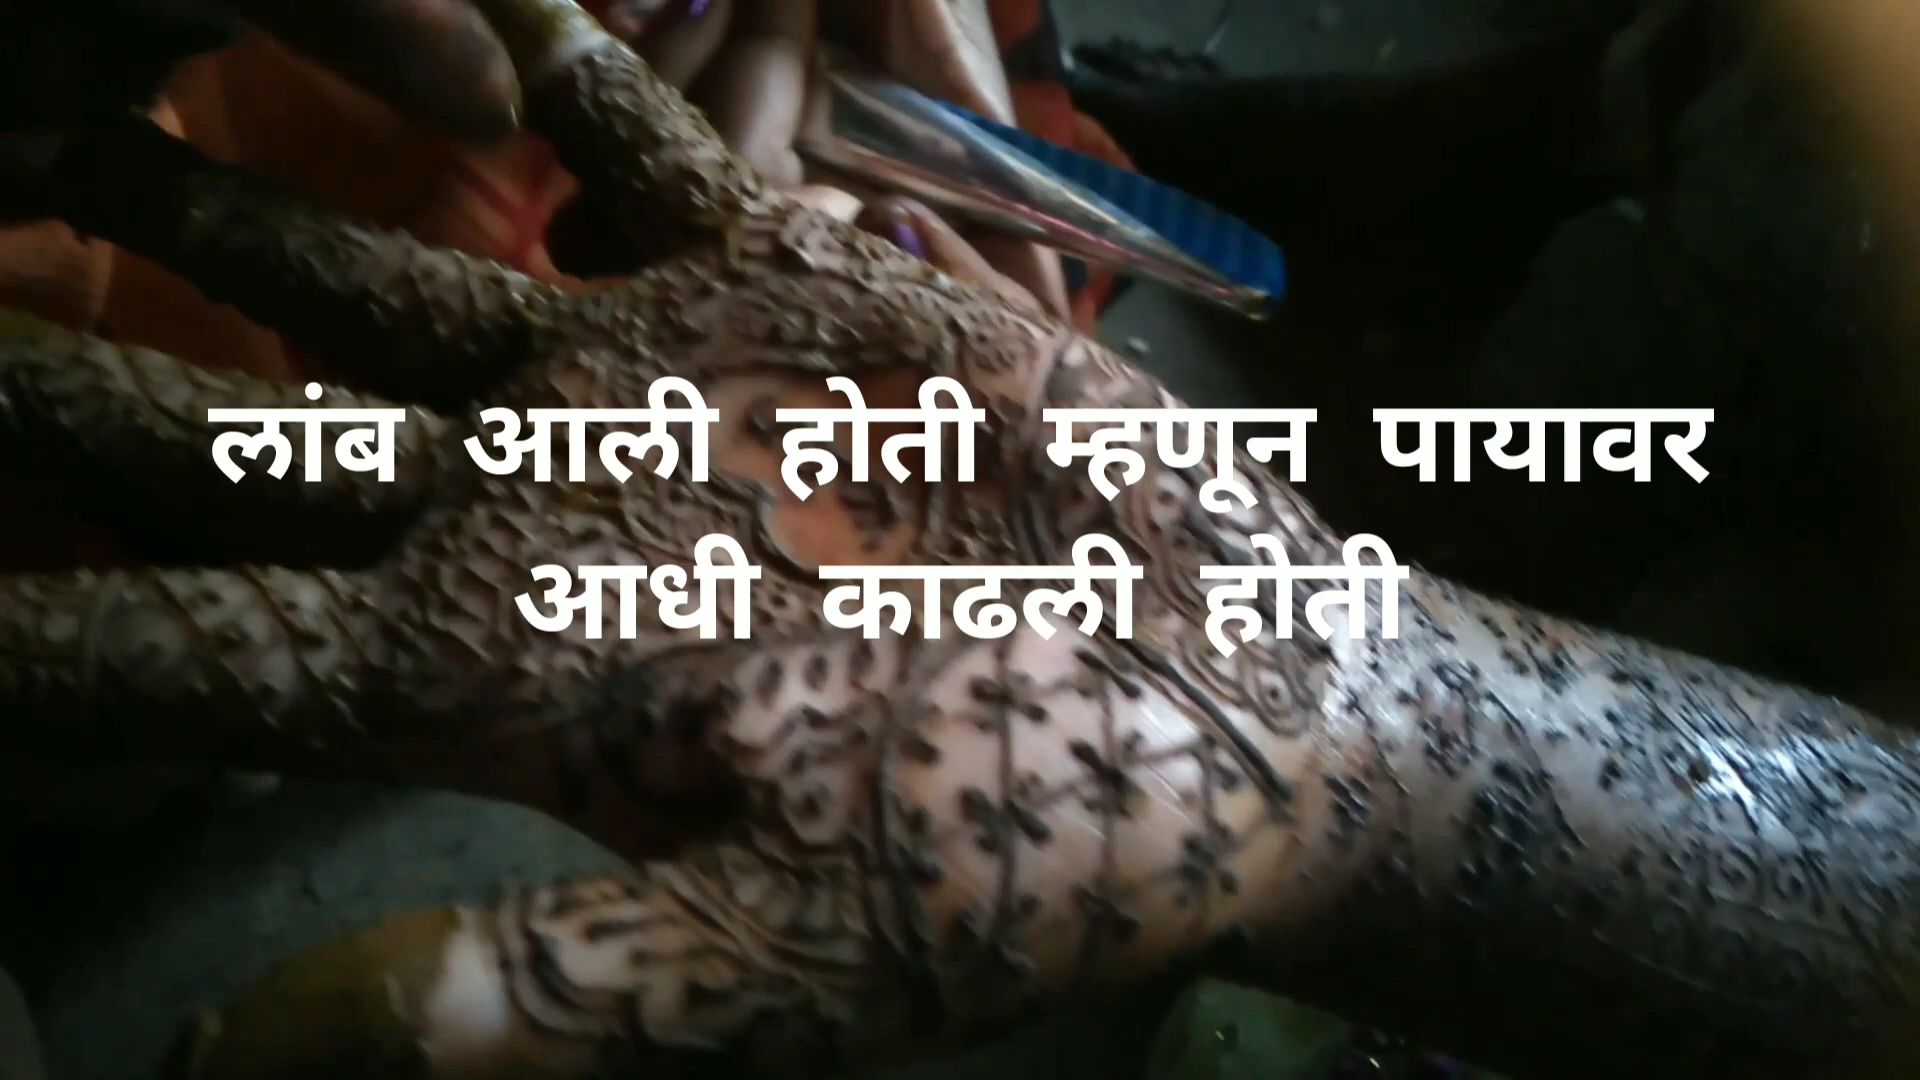 लांब आली होती म्हणून पायावर
आधी काढली होती